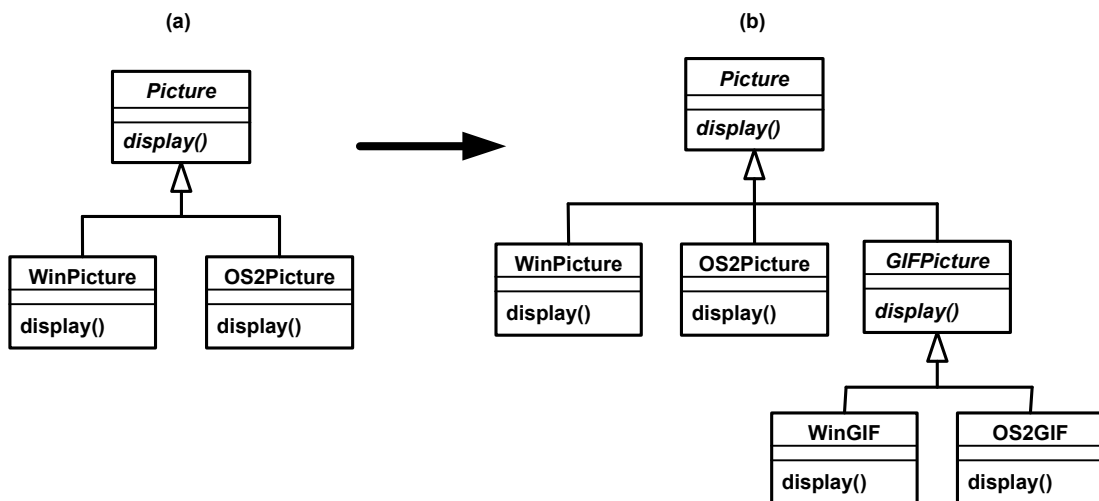 (a)
Picture
display()
WinPicture
display()
OS2Picture
display()
(b)
Picture
display()
WinPicture
display()
OS2Picture
display()
GIFPicture
display()
WinGIF
display()
OS2GIF
display()